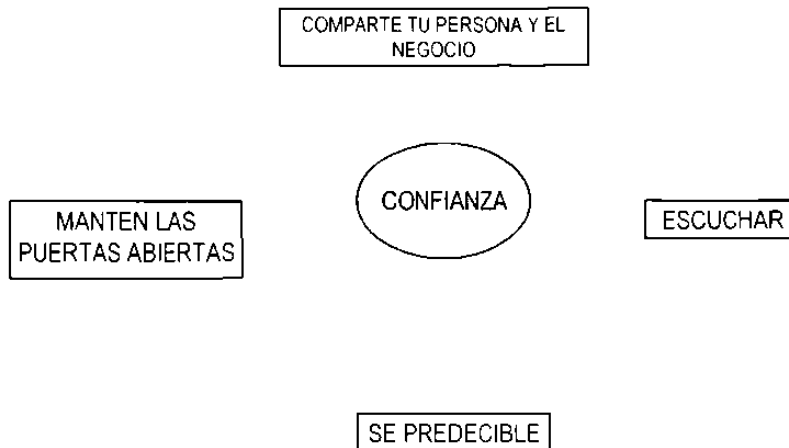 COMPARTE TU PERSONA Y EL
NEGOCIO
CONFIANZA
MANTEN LAS
PUERTAS ABIERTAS
ESCUCHAR
SE PREDECIBLE